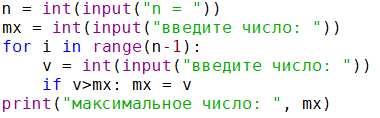 n = int(input("n = "))
mx = int(input("введите число: "))
for i in range(n-1):
    v = int(input("введите число: "))
    if v>mx: mx = v
print("максимальное число: ", mx)